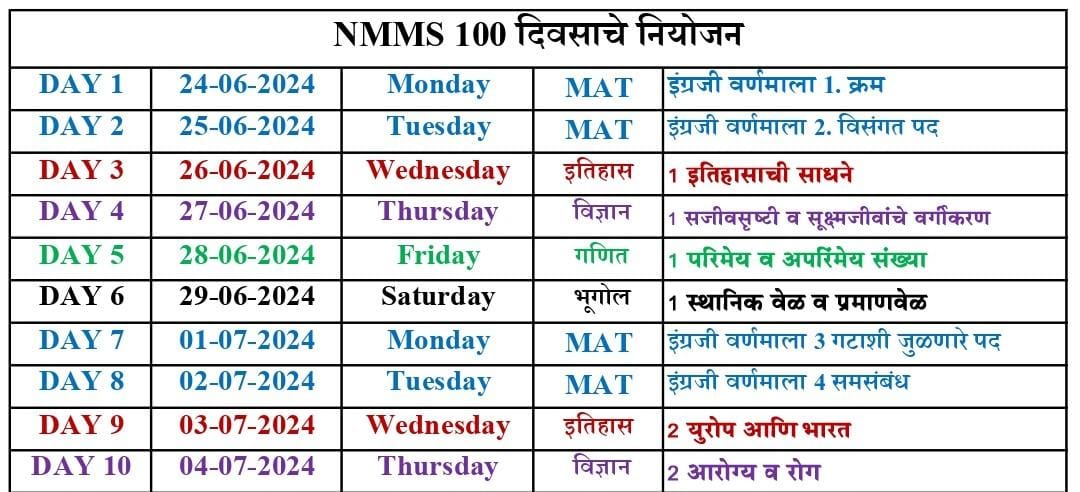 NMMS 100 दिवसाचे नियोजन
DAY 1 24-06-2024 Monday MAT इंग्रजी वर्णमाला 1. क्रम
DAY 2 25-06-2024 Tuesday MAT इंग्रजी वर्णमाला 2. विसंगत पद
DAY 3 26-06-2024 Wednesday इतिहास 1 इतिहासाची साधने
DAY 4 27-06-2024 Thursday विज्ञान 1 सजीवसृष्टी व सूक्ष्मजीवांचे वर्गीकरण
DAY 5 28-06-2024 Friday गणित 1 परिमेय व अपरिंमेय संख्या
DAY 6 29-06-2024 Saturday भूगोल 1 स्थानिक वेळ व प्रमाणवेळ
DAY 7 01-07-2024 Monday MAT इंग्रजी वर्णमाला 3 गटाशी जुळणारे पद
DAY 8 02-07-2024 Tuesday MAT इंग्रजी वर्णमाला 4 समसंबंध
DAY 9 03-07-2024 Wednesday इतिहास 2 युरोप आणि भारत
DAY 10 04-07-2024 Thursday विज्ञान 2 आरोग्य व रोग